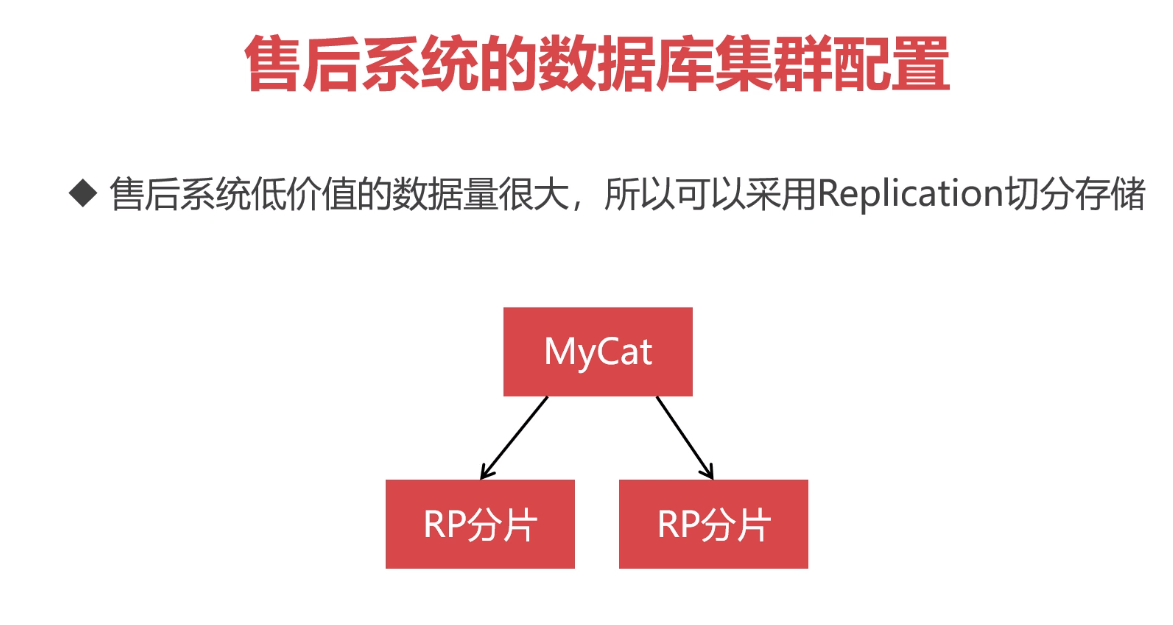 售后系统的数据库集群配置
售后系统低价值的数据量很大，所以可以采用Replication切分存储
MyCat
RP分片 RP分片